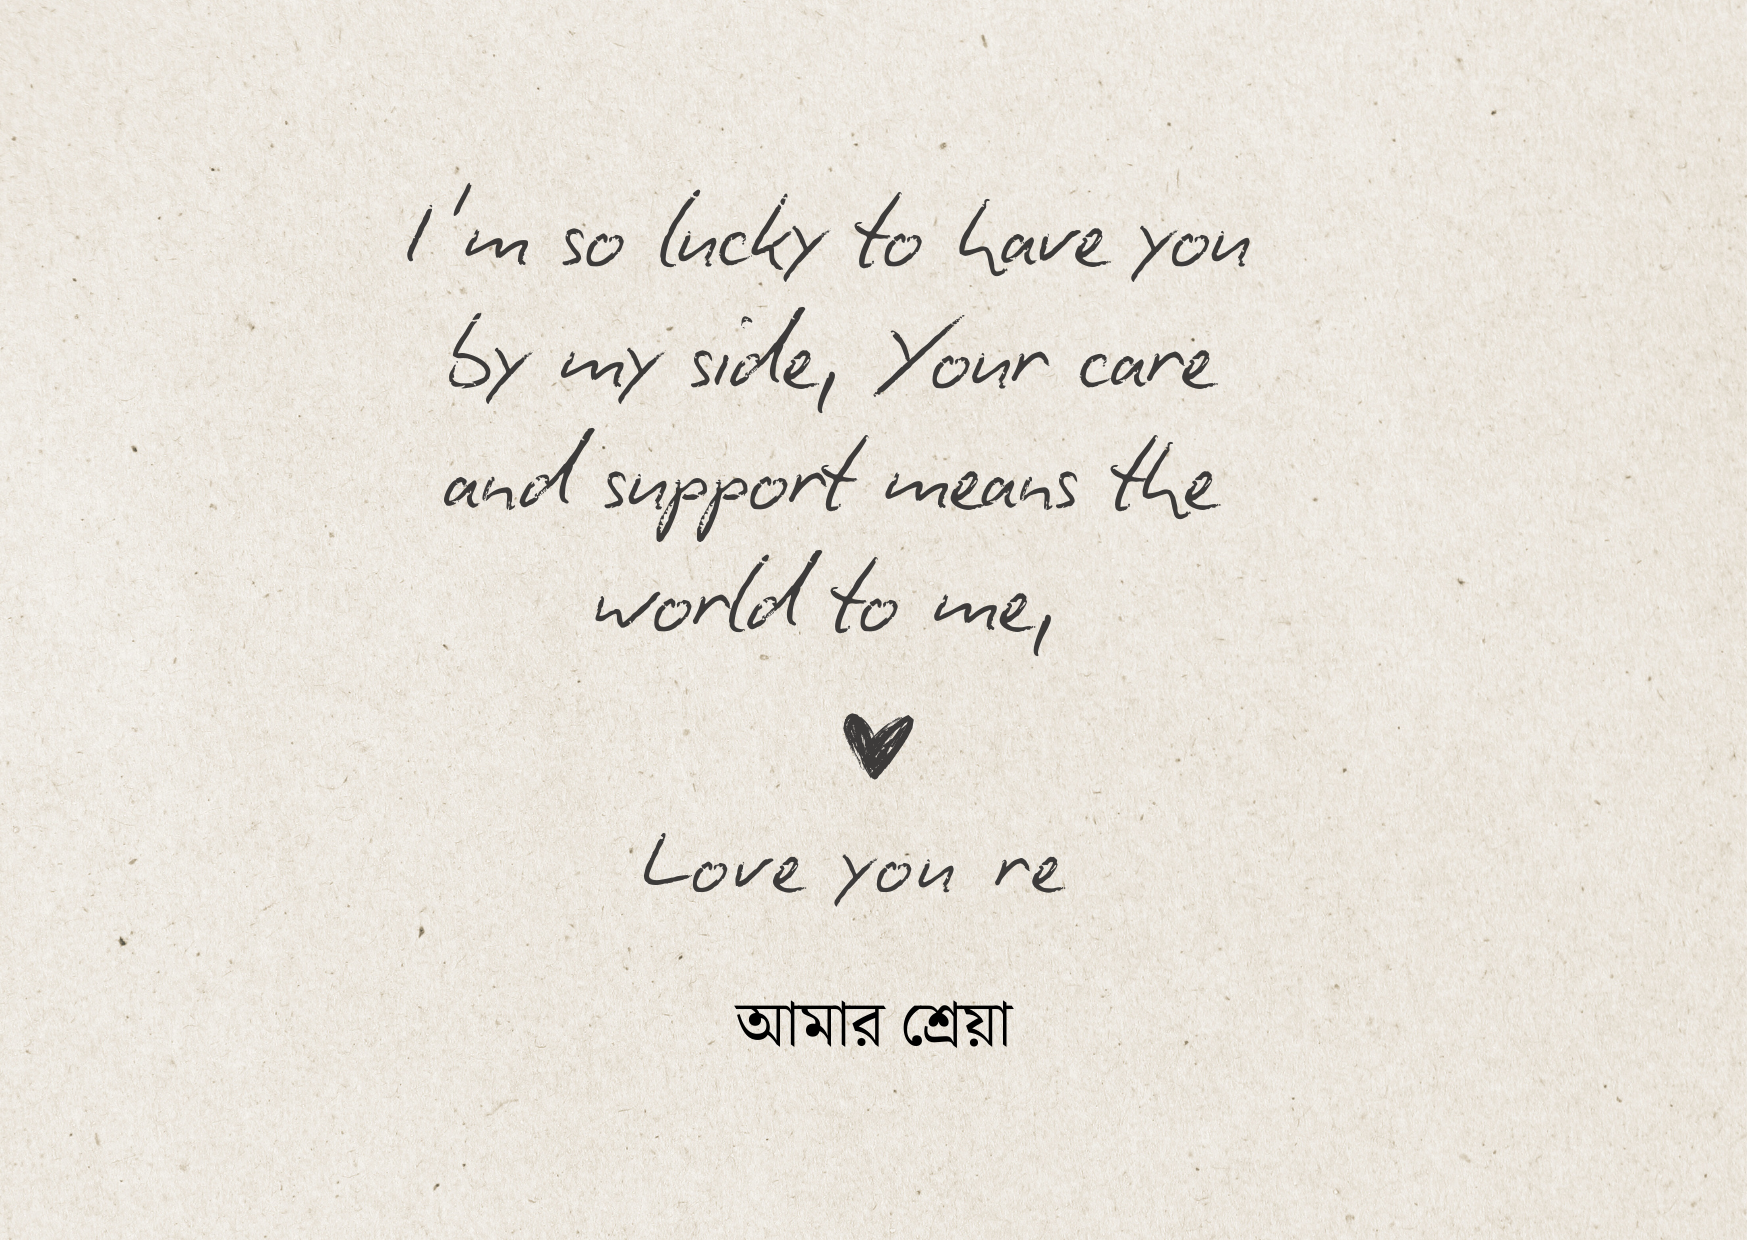 I'm so lucky to have you
by my side, Your care
and support means the
world to me,
Love you re
আমার শ্রেয়া